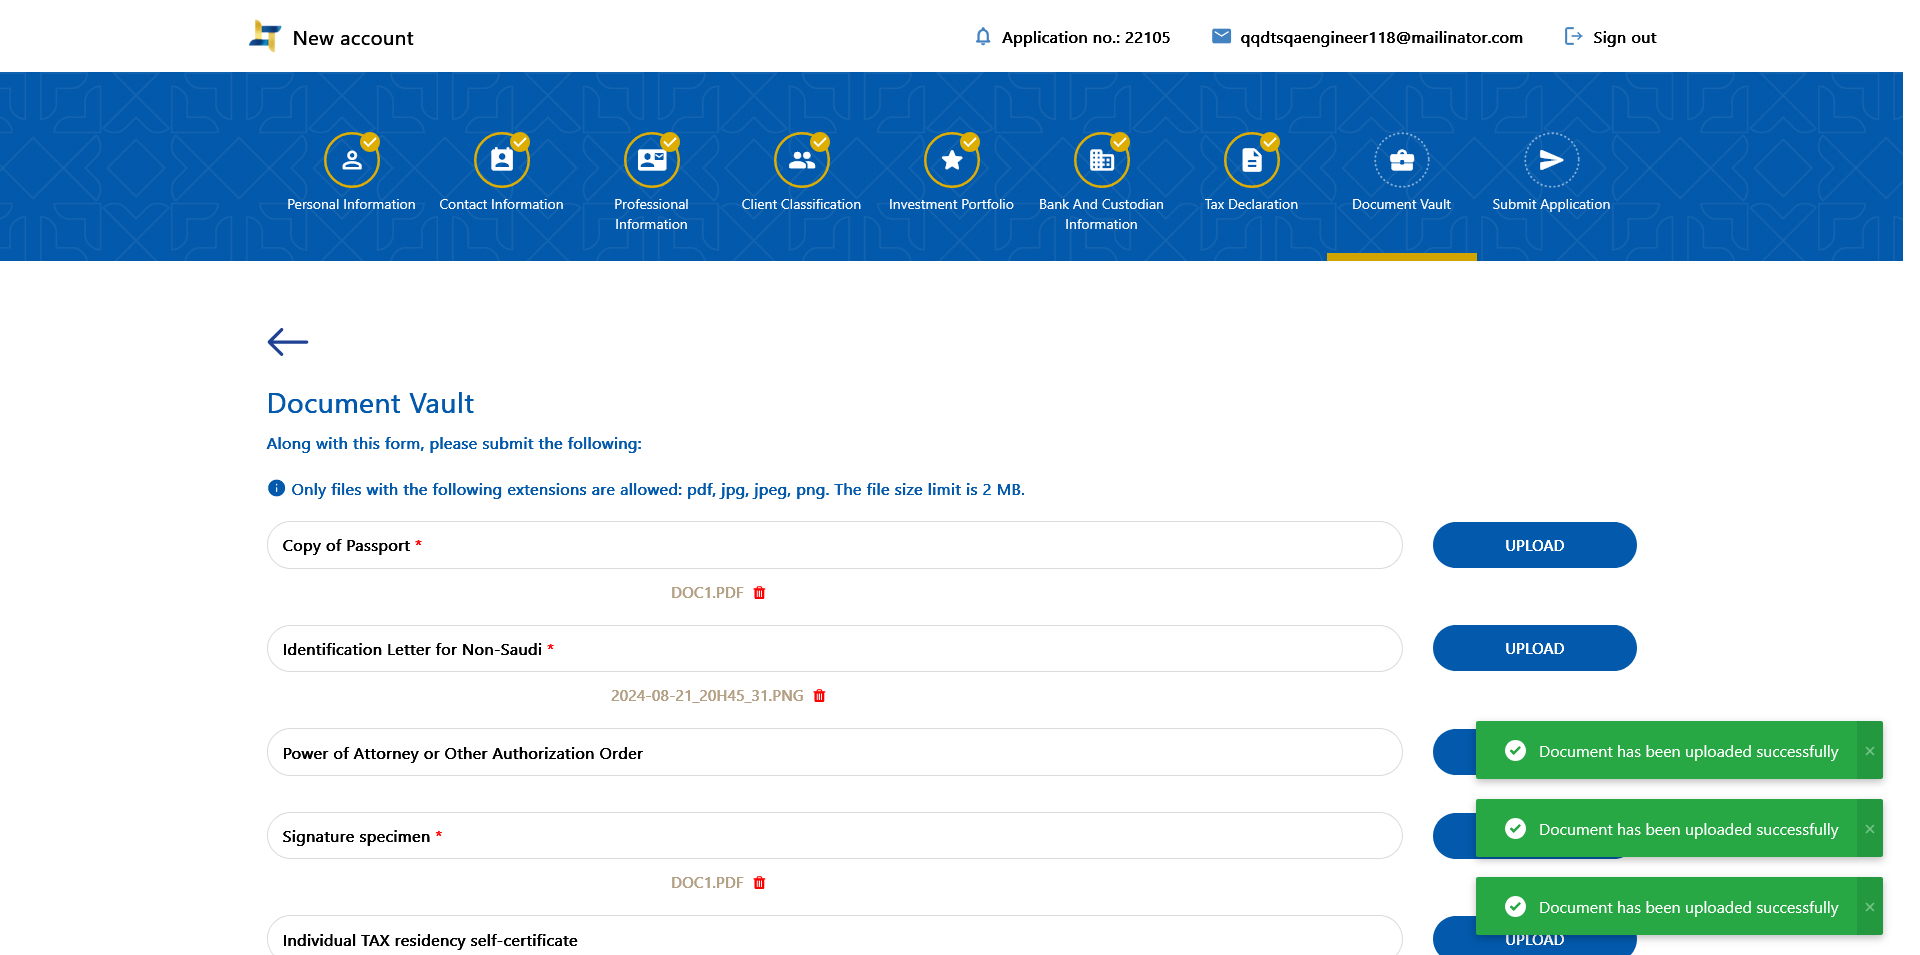 New account
Application no.: 22105
qqdtsqaengineer118@mailinator.com
Sign out
Personal Information
Contact Information
Professional
Information
Client Classification
Investment Portfolio
Bank And Custodian
Information
Tax Declaration
Document Vault
Submit Application
Document Vault
Along with this form, please submit the following:
Only files with the following extensions are allowed: pdf, jpg, jpeg, png. The file size limit is 2 MB.
Copy of Passport *
UPLOAD
DOC1.PDF
Identification Letter for Non-Saudi *
UPLOAD
2024-08-21_20H45_31.PNG
Power of Attorney or Other Authorization Order
Document has been uploaded successfully
Signature specimen *
Document has been uploaded successfully
DOC1.PDF
Document has been uploaded successfully
Individual TAX residency self-certificate
UPLOAD